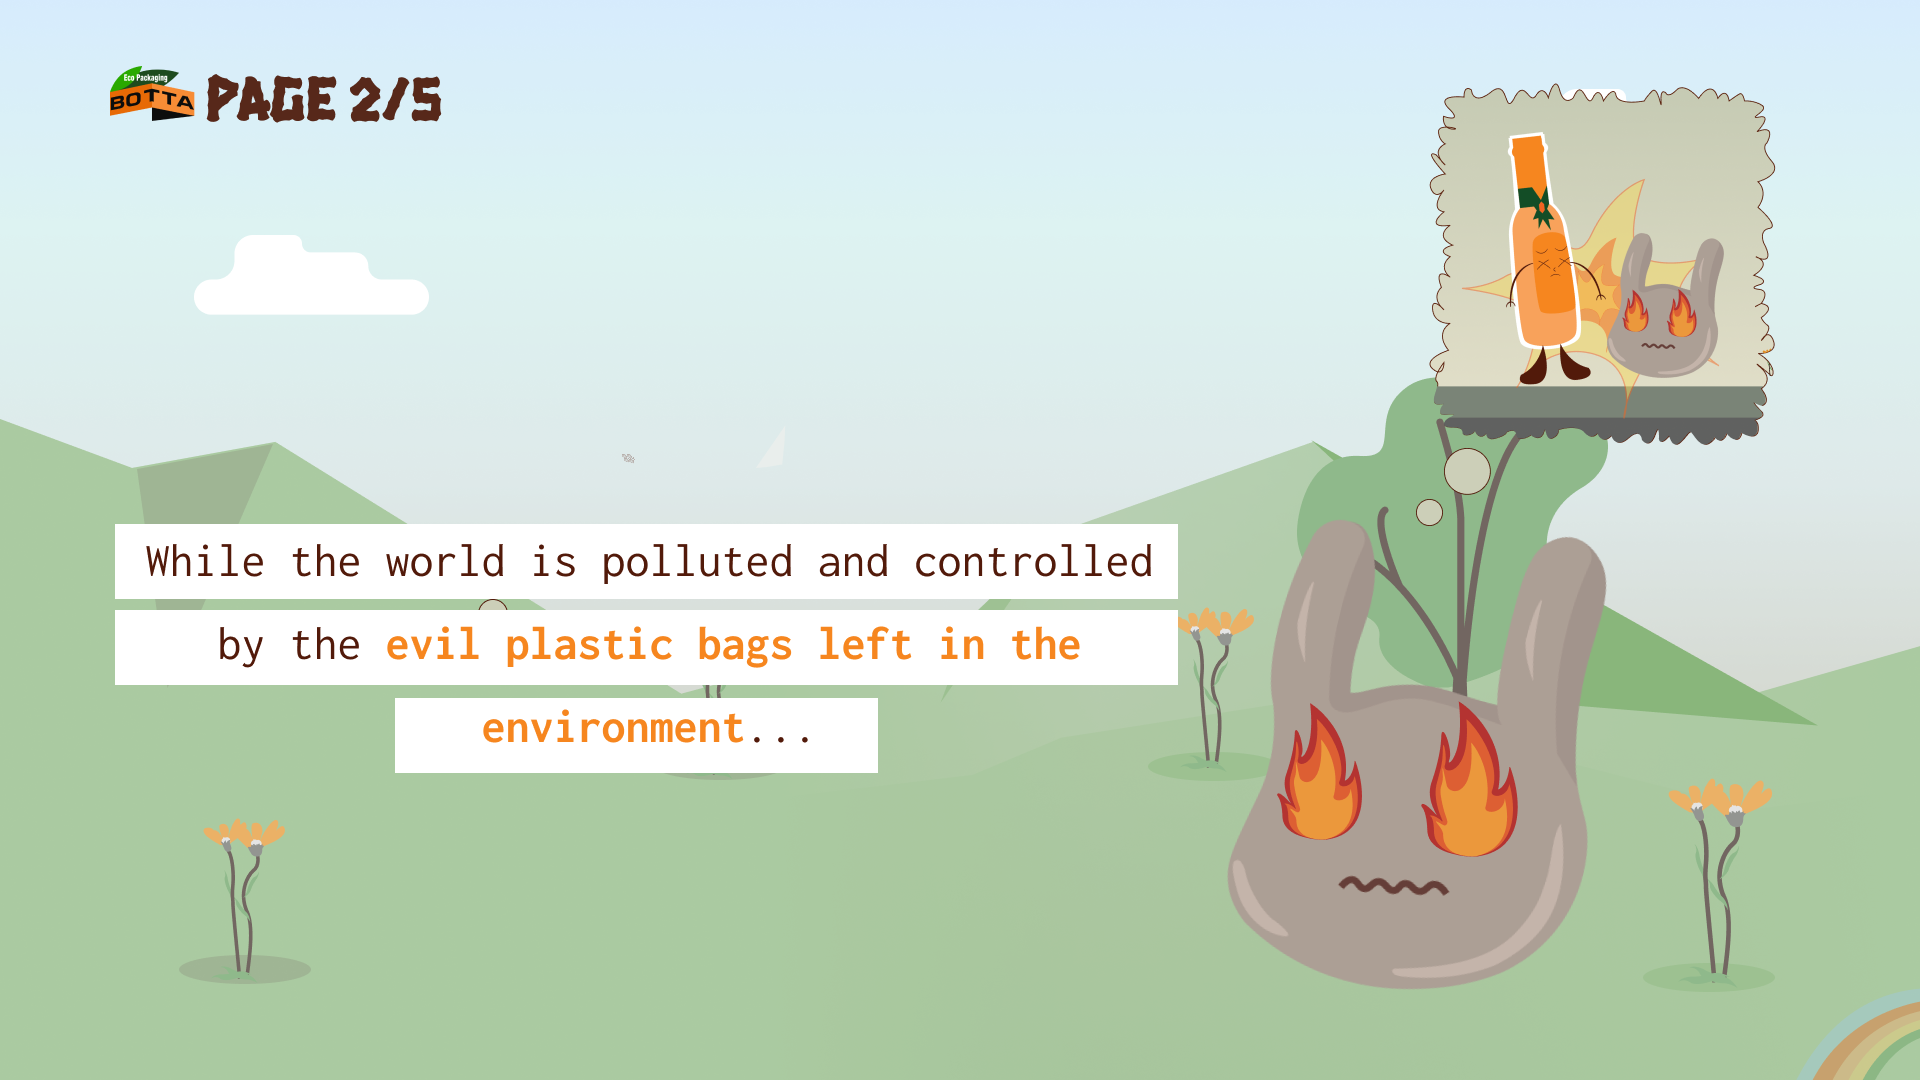 Eco Packaging
BOTTA
PAGE 2/5
While the world is polluted and controlled
by the evil plastic bags left in the
environment...